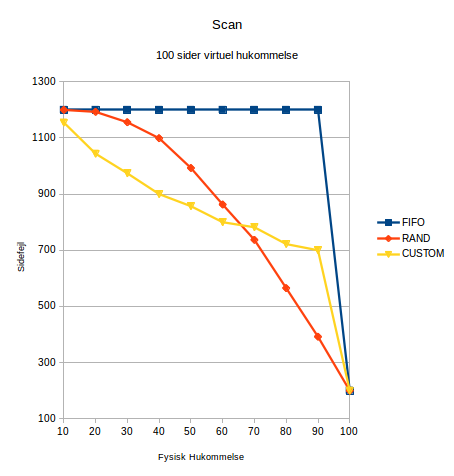 Scan
100 sider virtuel hukommelse
1300
1100
900
700
500
300
100
Sidefejl
10 20 30 40 50 60 70 80 90 100
Fysisk Hukommelse
FIFO
RAND
CUSTOM